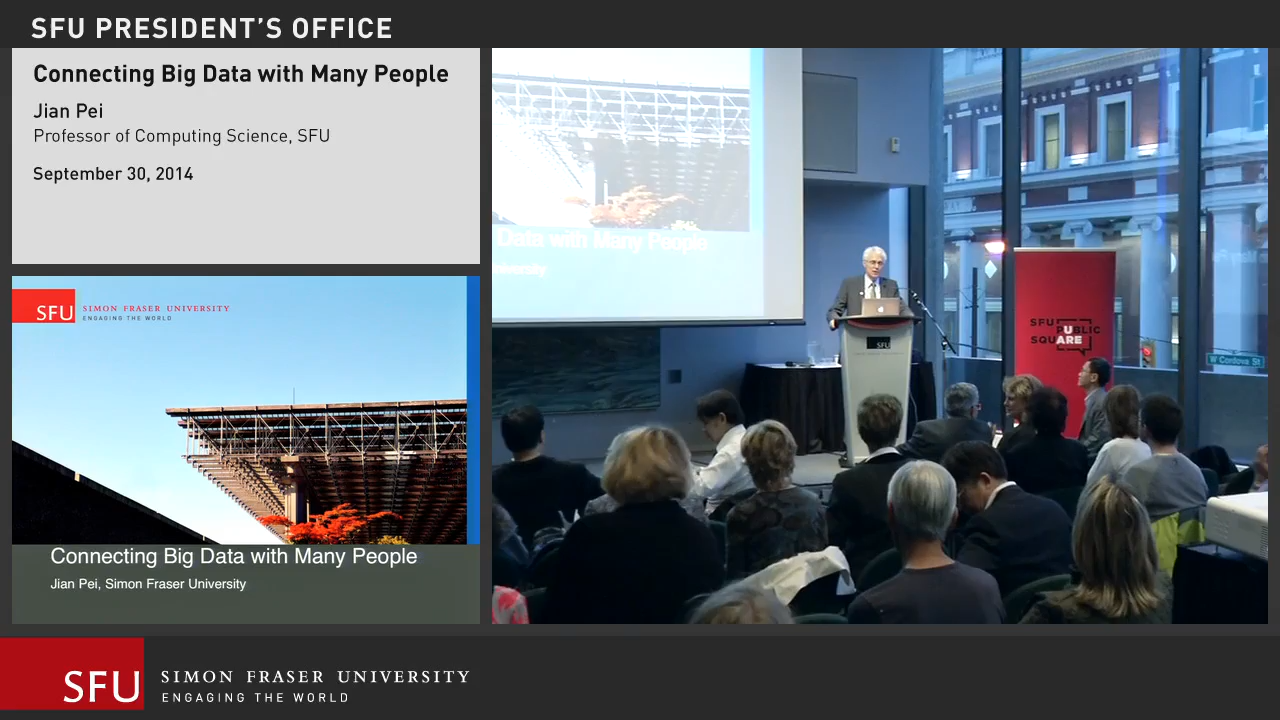 SFU PRESIDENT'S OFFICE
Connecting Big Data with Many People
Jian Pei
Professor of Computing Science, SFU
September 30, 2014
SFU
SIMON FRASER UNIVERSITY
ENGAGING THE WORLD
Connecting Big Data with Many People
Jian Pei, Simon Fraser University
Data with Many People
SFU
SFU PUBLIC
SQUARE
W Cordova St
SFU
SIMON FRASER UNIVERSITY
ENGAGING THE WORLD